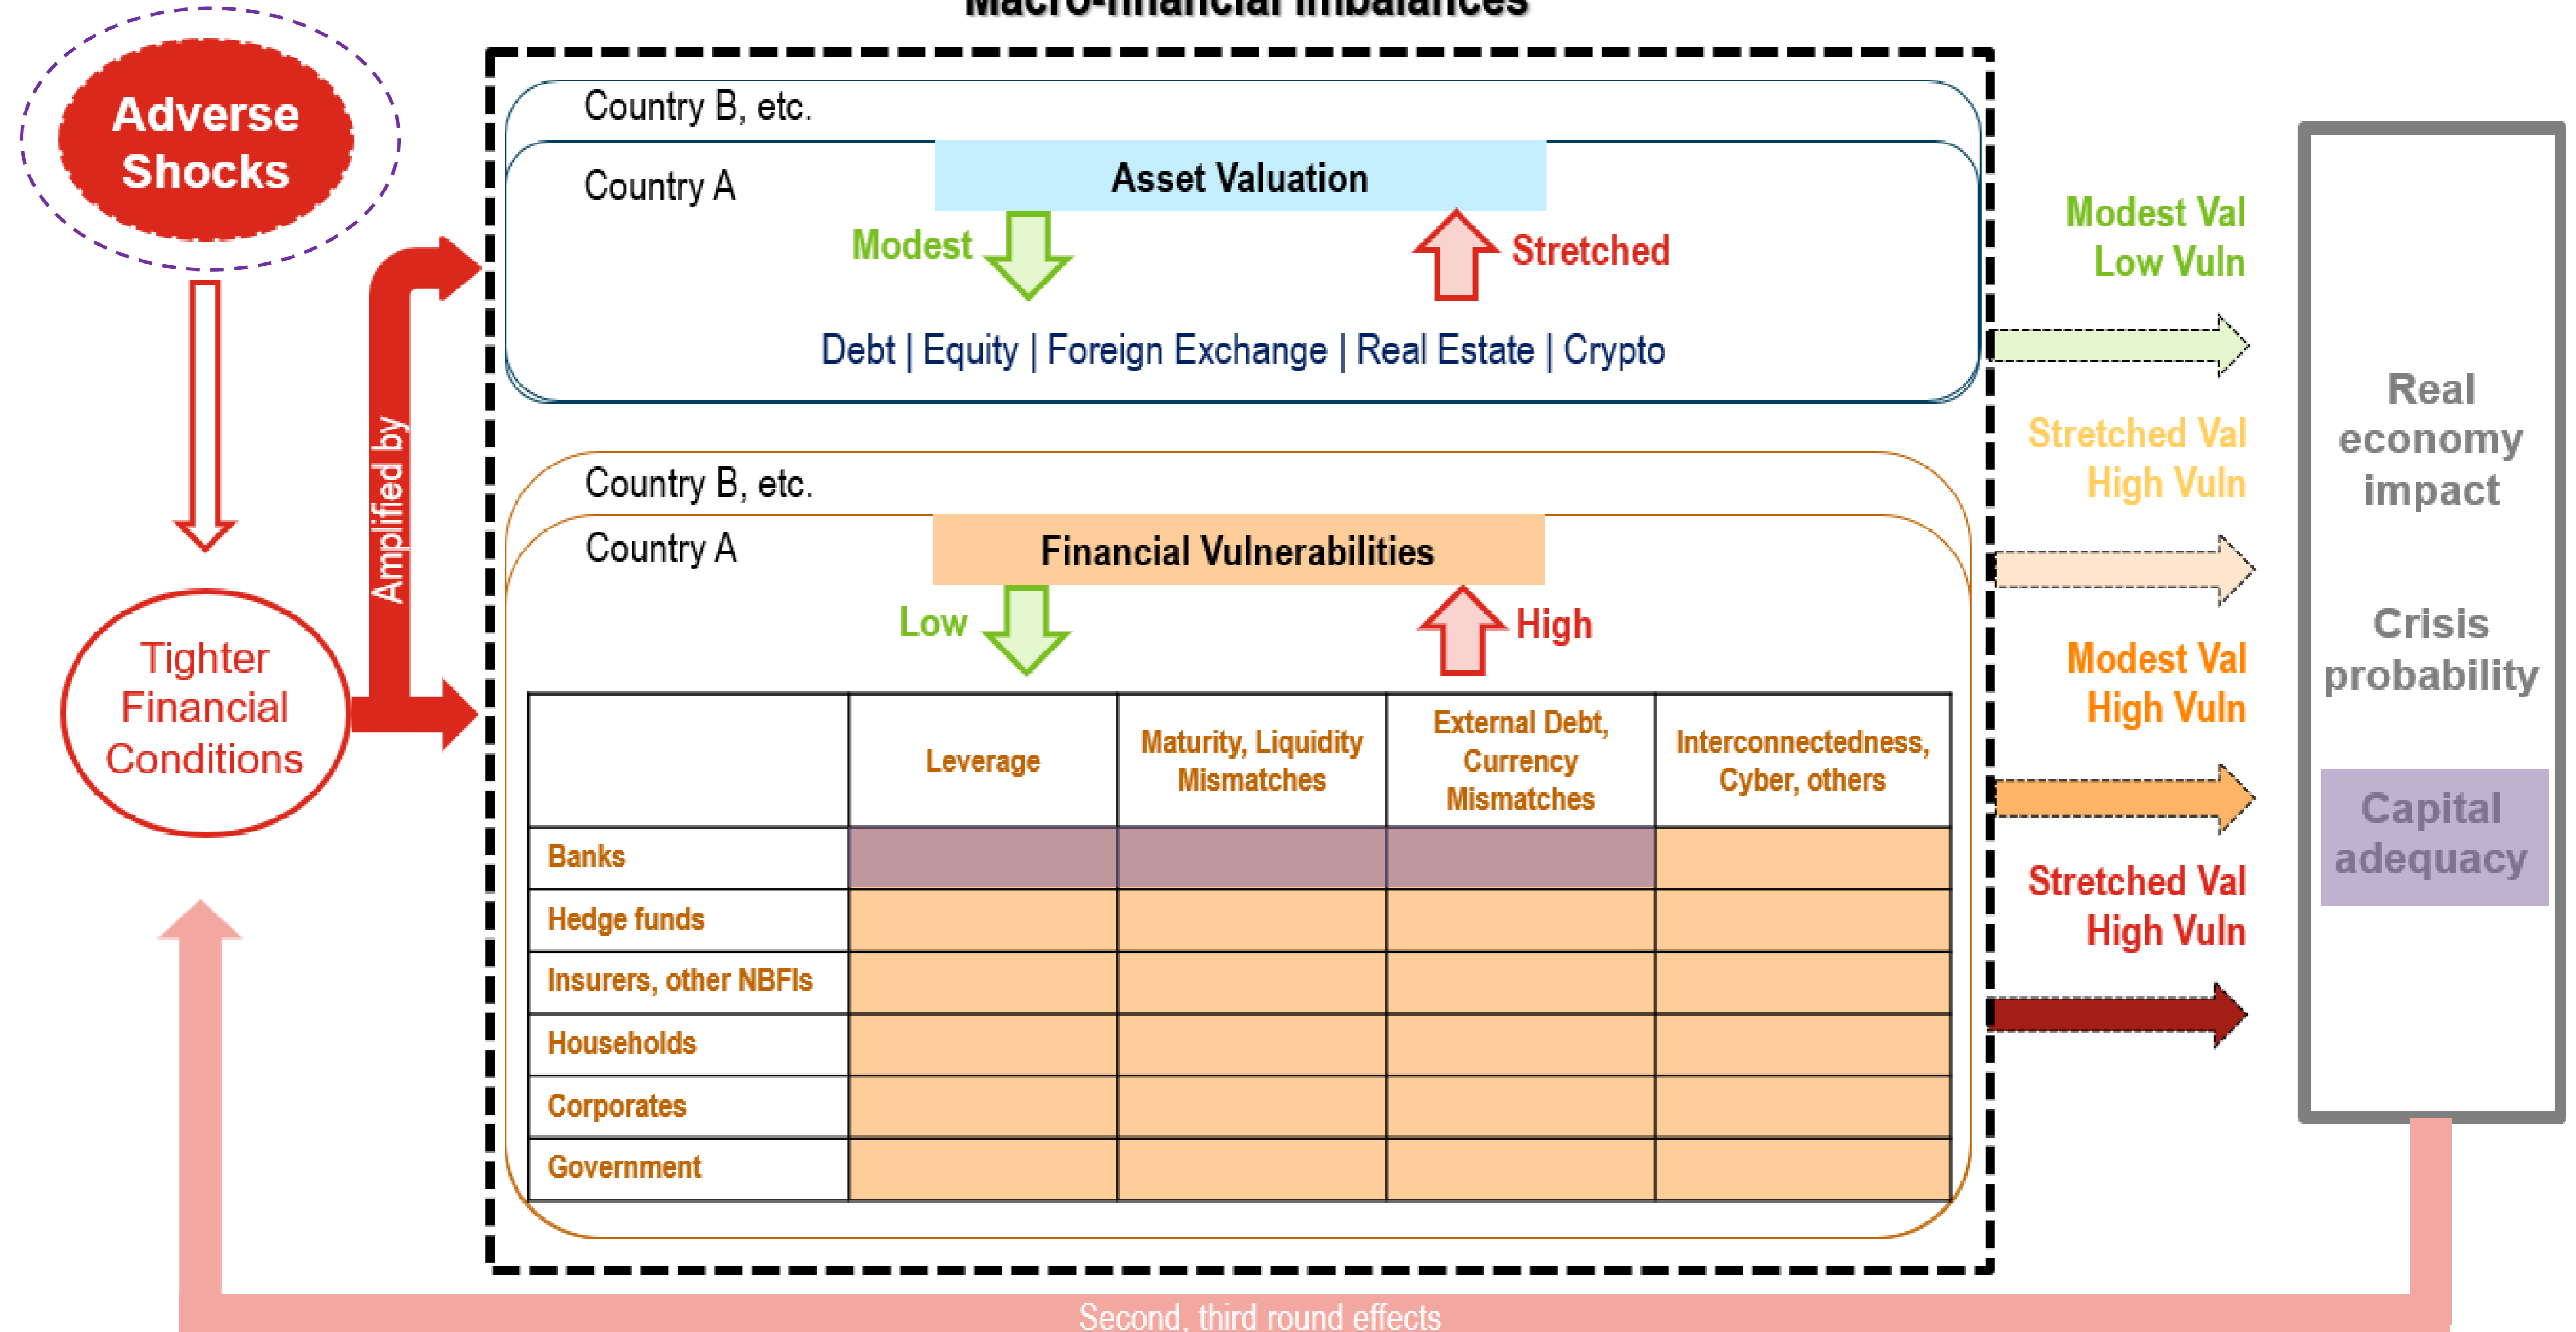 Macro-financial Imbalances
Adverse
Shocks
Amplified by
Tighter
Financial
Conditions
Country B, etc.
Country A
Asset Valuation
Modest
Stretched
Debt | Equity | Foreign Exchange | Real Estate | Crypto
Country B, etc.
Country A
Financial Vulnerabilities
Low
High
Leverage
Maturity, Liquidity
Mismatches
External Debt,
Currency
Mismatches
Interconnectedness,
Cyber, others
Banks
Hedge funds
Insurers, other NBFIs
Households
Corporates
Government
Modest Val
Low Vuln
Stretched Val
High Vuln
Modest Val
High Vuln
Stretched Val
High Vuln
Real
economy
impact
Crisis
probability
Capital
adequacy
Second, third round effects